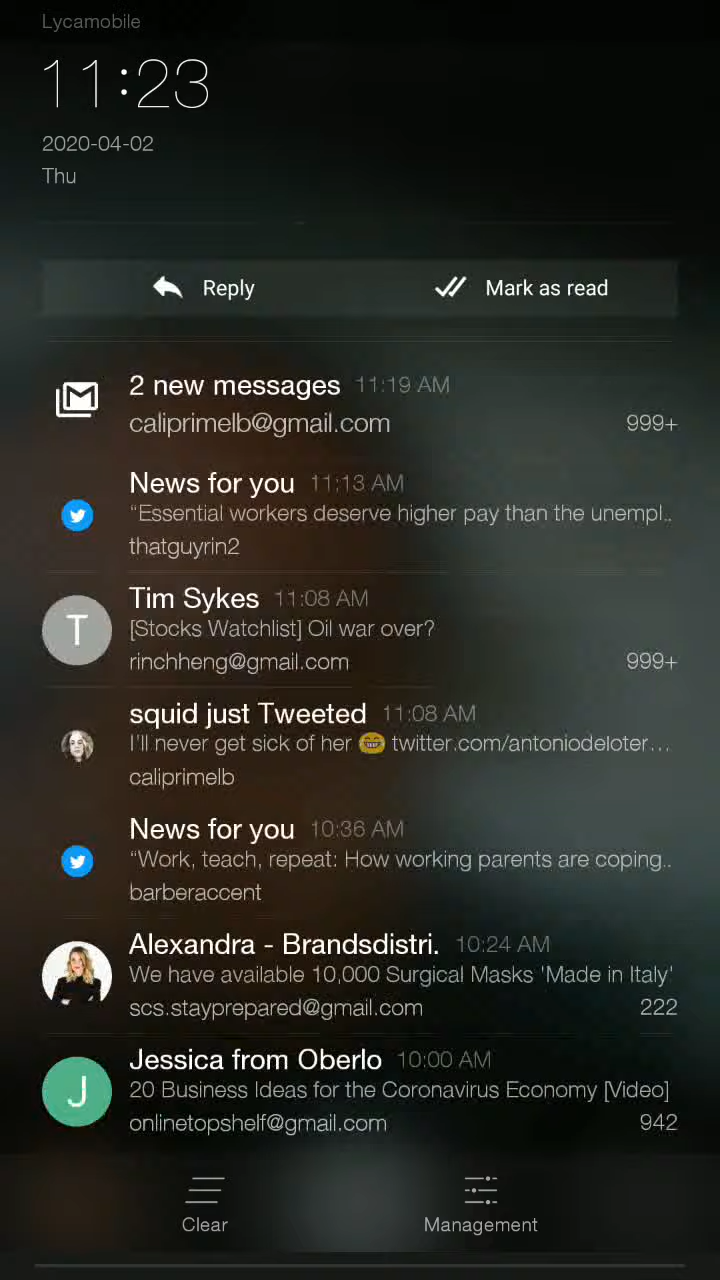 Lycamobile
11:23
2020-04-02
Thu
Reply
Mark as read
2 new messages 11:19 AM
caliprimelb@gmail.com 999+
News for you 11:13 AM
“Essential workers deserve higher pay than the unempl..
thatguyrin2
T
Tim Sykes 11:08 AM
[Stocks Watchlist] Oil war over?
rinchheng@gmail.com 999+
squid just Tweeted 11:08 AM
I'll never get sick of her 😂 twitter.com/antoniodeloter...
caliprimelb
News for you 10:36 AM
“Work, teach, repeat: How working parents are coping..
barberaccent
Alexandra - Brandsdistri. 10:24 AM
We have available 10,000 Surgical Masks 'Made in Italy'
scs.stayprepared@gmail.com 222
J
Jessica from Oberlo 10:00 AM
20 Business Ideas for the Coronavirus Economy [Video]
onlinetopshelf@gmail.com 942
Clear
Management